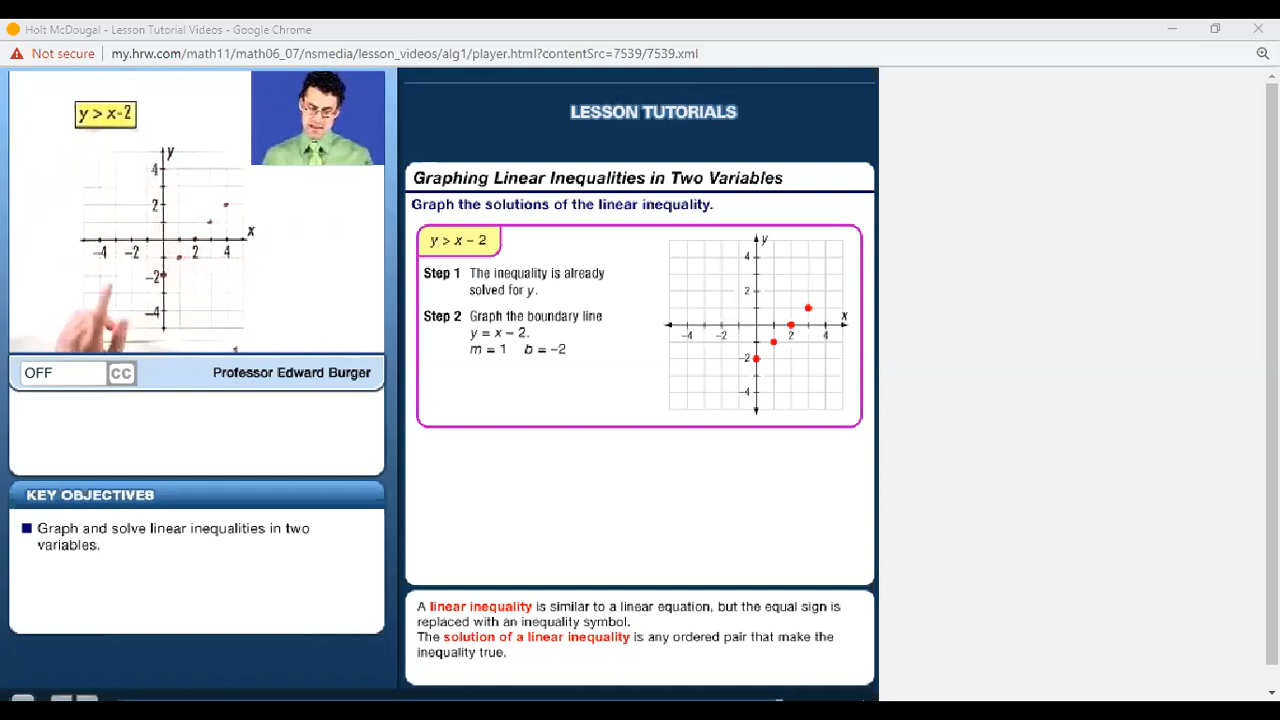 Holt McDougal - Lesson Tutorial Videos - Google Chrome
Not secure
my.hrw.com/math11/math06_07/nsmedia/lesson_videos/alg1/player.html?contentSrc=7539/7539.xml
y > x-2
y
4
2
x
-4 -2 2 4
-2
-4
OFF
CC
Professor Edward Burger
KEY OBJECTIVES
Graph and solve linear inequalities in two
variables.
LESSON TUTORIALS
Graphing Linear Inequalities in Two Variables
Graph the solutions of the linear inequality.
y > x – 2
Step 1 The inequality is already
solved for y.
Step 2 Graph the boundary line
y = x – 2.
m = 1 b = –2
y
4
2
x
-4 -2 2 4
-2
-4
A linear inequality is similar to a linear equation, but the equal sign is
replaced with an inequality symbol.
The solution of a linear inequality is any ordered pair that make the
inequality true.